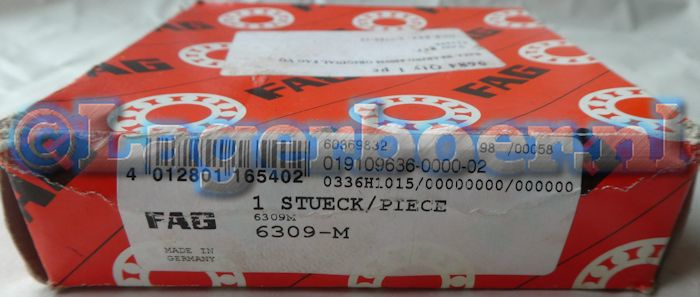 FAG
FAG
FAG
©Lagerboer.nl
60369832 98 /00058
019109636-0000-02
4 012801 165402
0336H1015/00000000/000000
1 STUECK/PIECE
FAG
6309M
6309-M
MADE IN
GERMANY